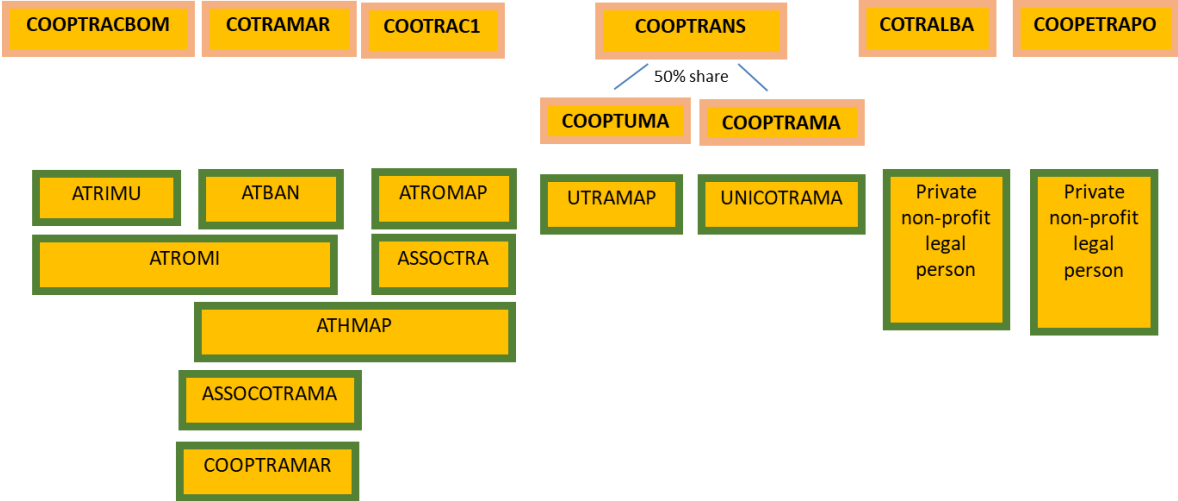 COOPTRACBOM
COTRAMAR
COOTRAC1
COOPTRANS
COTRALBA
COOPETRAPO
50% share
COOPTUMA
COOPTRAMA
ATRIMU
ATBAN
ATROMAP
UTRAMAP
UNICOTRAMA
Private
non-profit
legal
person
Private
non-profit
legal
person
ATROMI
ASSOCTRA
ATHMAP
ASSOCOTRAMA
COOPTRAMAR